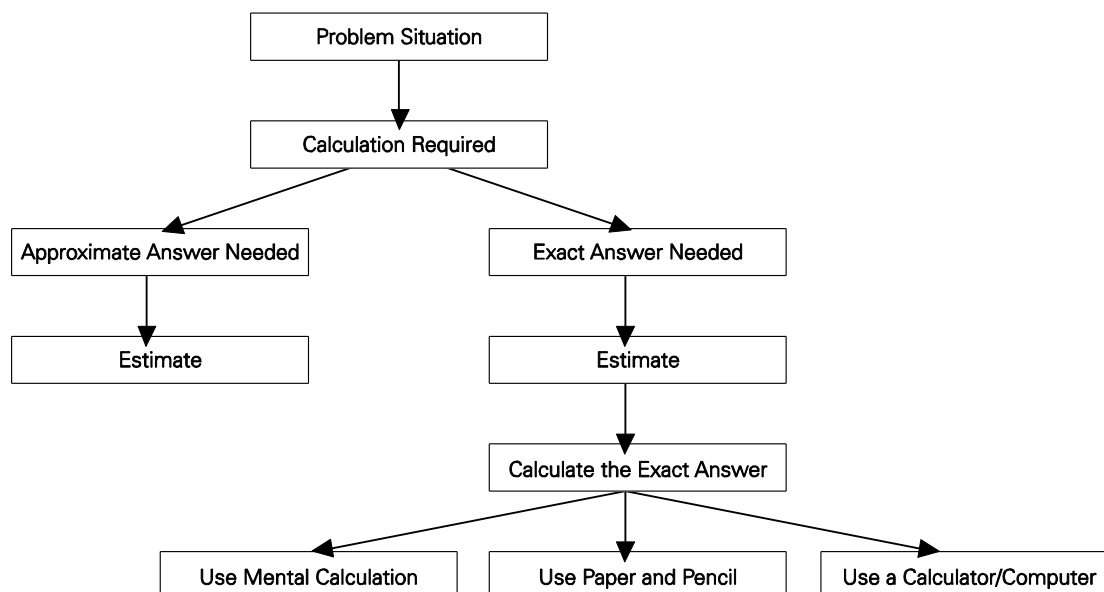 Problem Situation
Calculation Required
Approximate Answer Needed
Exact Answer Needed
Estimate
Estimate
Calculate the Exact Answer
Use Mental Calculation
Use Paper and Pencil
Use a Calculator/Computer